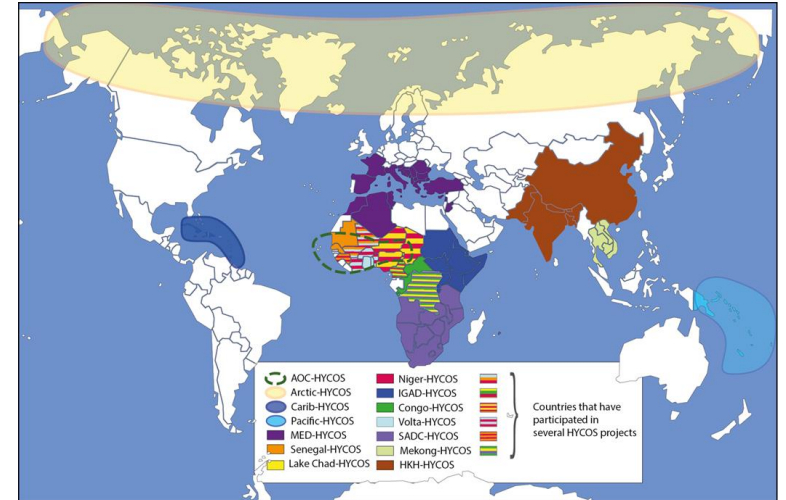 AOC-HYCOS
Arctic-HYCOS
Carib-HYCOS
Pacific-HYCOS
MED-HYCOS
Senegal-HYCOS
Lake Chad-HYCOS
Niger-HYCOS
IGAD-HYCOS
Congo-HYCOS
Volta-HYCOS
SADC-HYCOS
Mekong-HYCOS
HKH-HYCOS
Countries that have
participated in
several HYCOS projects